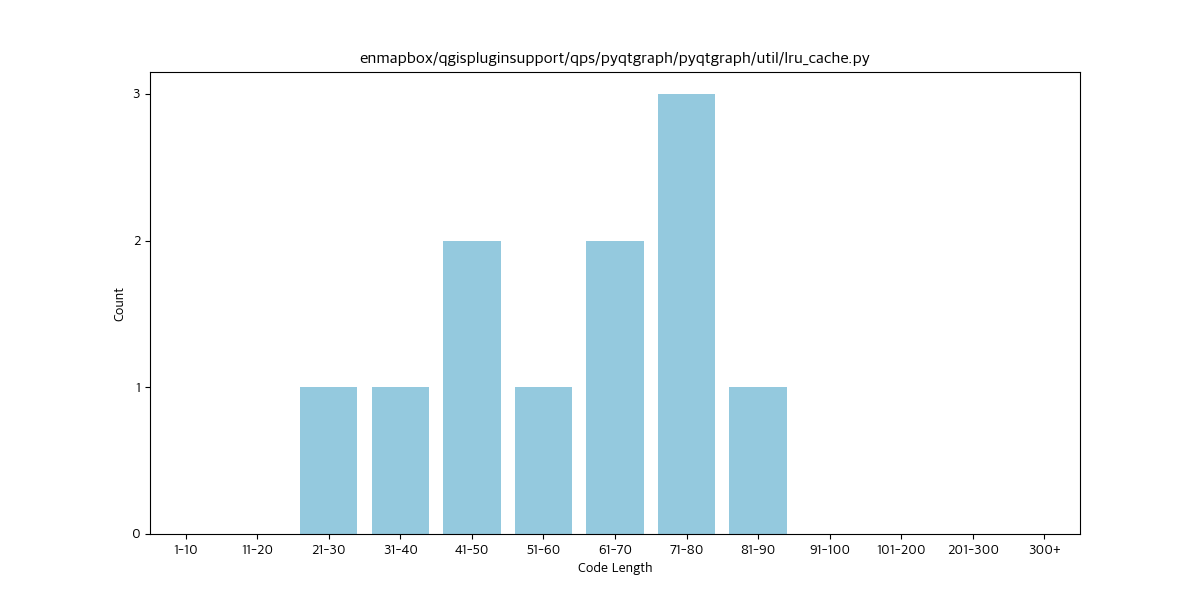 enmapbox/qgispluginsupport/qps/pyqtgraph/pyqtgraph/util/lru_cache.py
3
2
1
0
Count
1-10 11-20 21-30 31-40 41-50 51-60 61-70 71-80 81-90 91-100 101-200 201-300 300+
Code Length